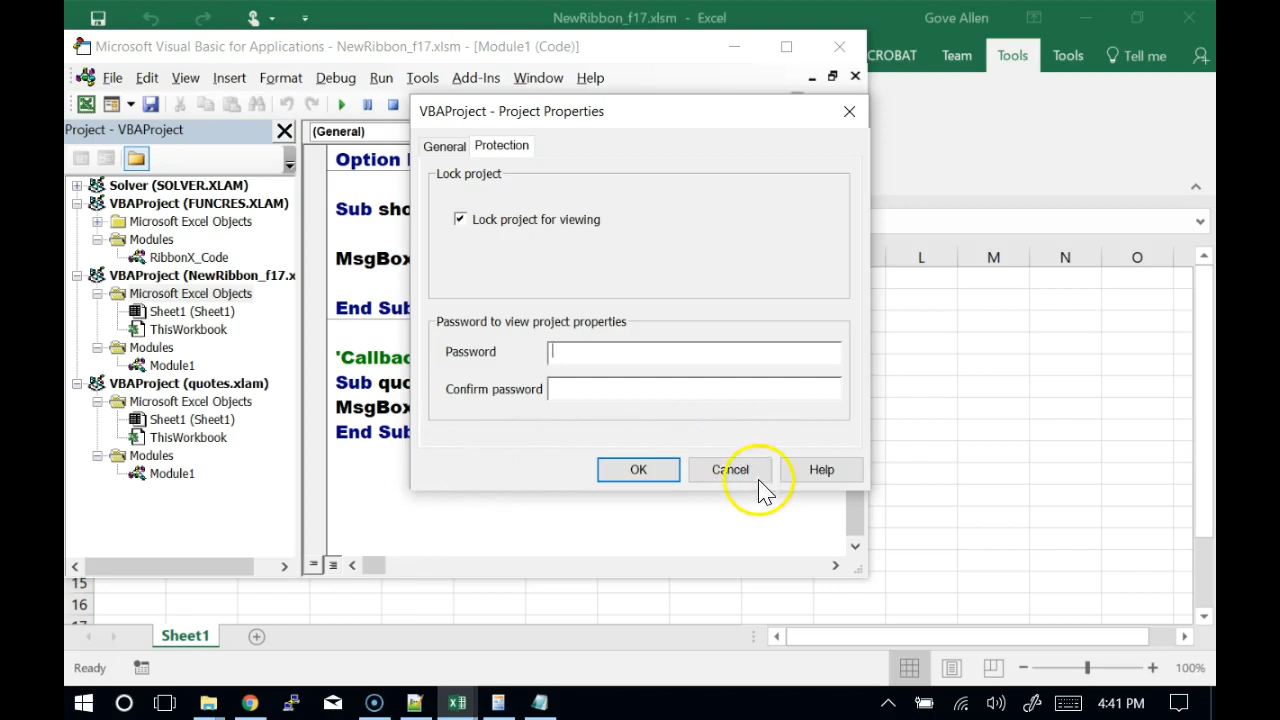 NewRibbon_f17.xlsm - Excel
Gove Allen
Microsoft Visual Basic for Applications - NewRibbon_f17.xlsm - [Module1 (Code)]
CROBAT Team Tools Tools Tell me
File Edit View Insert Format Debug Run Tools Add-Ins Window Help
Project - VBAProject
(General)
Solver (SOLVER.XLAM)
VBAProject (FUNCRES.XLAM)
Microsoft Excel Objects
Modules
RibbonX_Code
VBAProject (NewRibbon_f17.x
Microsoft Excel Objects
Sheet1 (Sheet1)
ThisWorkbook
Modules
Module1
VBAProject (quotes.xlam)
Microsoft Excel Objects
Sheet1 (Sheet1)
ThisWorkbook
Modules
Module1
Option
Sub sho
MsgBox
End Sub
'Callba
Sub quo
MsgBox
End Sub
VBAProject - Project Properties
General Protection
Lock project
Lock project for viewing
Password to view project properties
Password
Confirm password
OK Cancel Help
L M N O
15
16
Sheet1
Ready
100%
4:41 PM